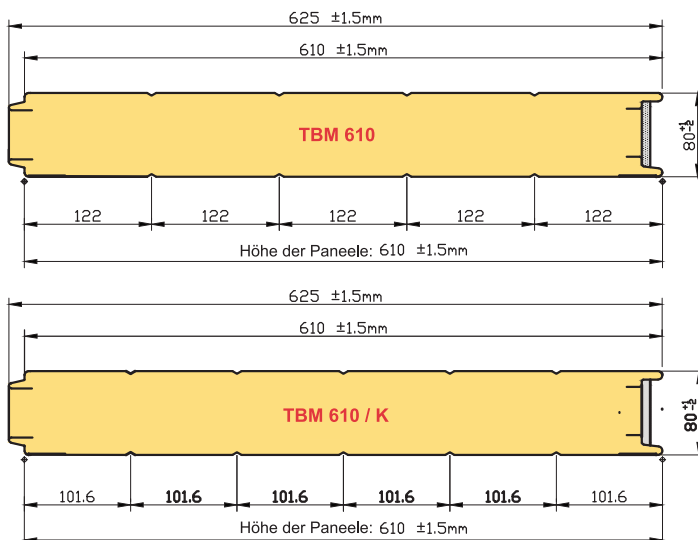 625 ±1.5mm
610 ±1.5mm
TBM 610
80 +1 -2
122 122 122 122 122
Höhe der Paneele: 610 ±1.5mm
625 ±1.5mm
610 ±1.5mm
TBM 610 / K
80 +1 -2
101.6 101.6 101.6 101.6 101.6 101.6
Höhe der Paneele: 610 ±1.5mm